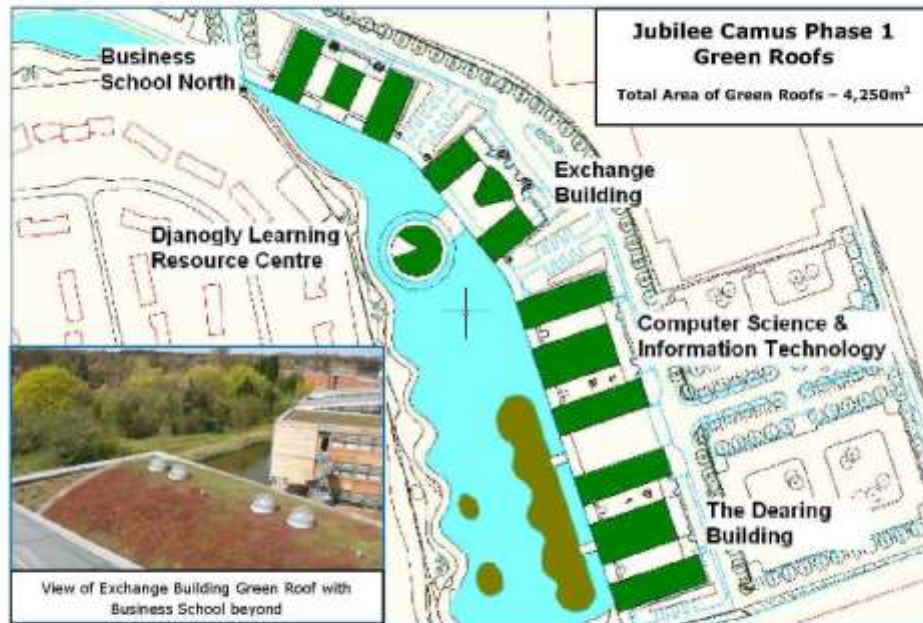 Jubilee Camus Phase 1
Green Roofs
Total Area of Green Roofs – 4,250m²
Business
School North
Exchange
Building
Djanogly Learning
Resource Centre
Computer Science &
Information Technology
The Dearing
Building
View of Exchange Building Green Roof with
Business School beyond